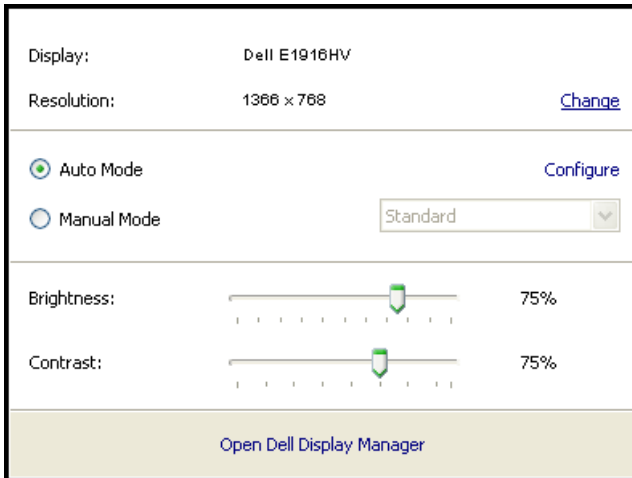 Display: Dell E1916HV
Resolution: 1366 x 768 Change
Auto Mode Configure
Manual Mode Standard
Brightness: 75%
Contrast: 75%
Open Dell Display Manager